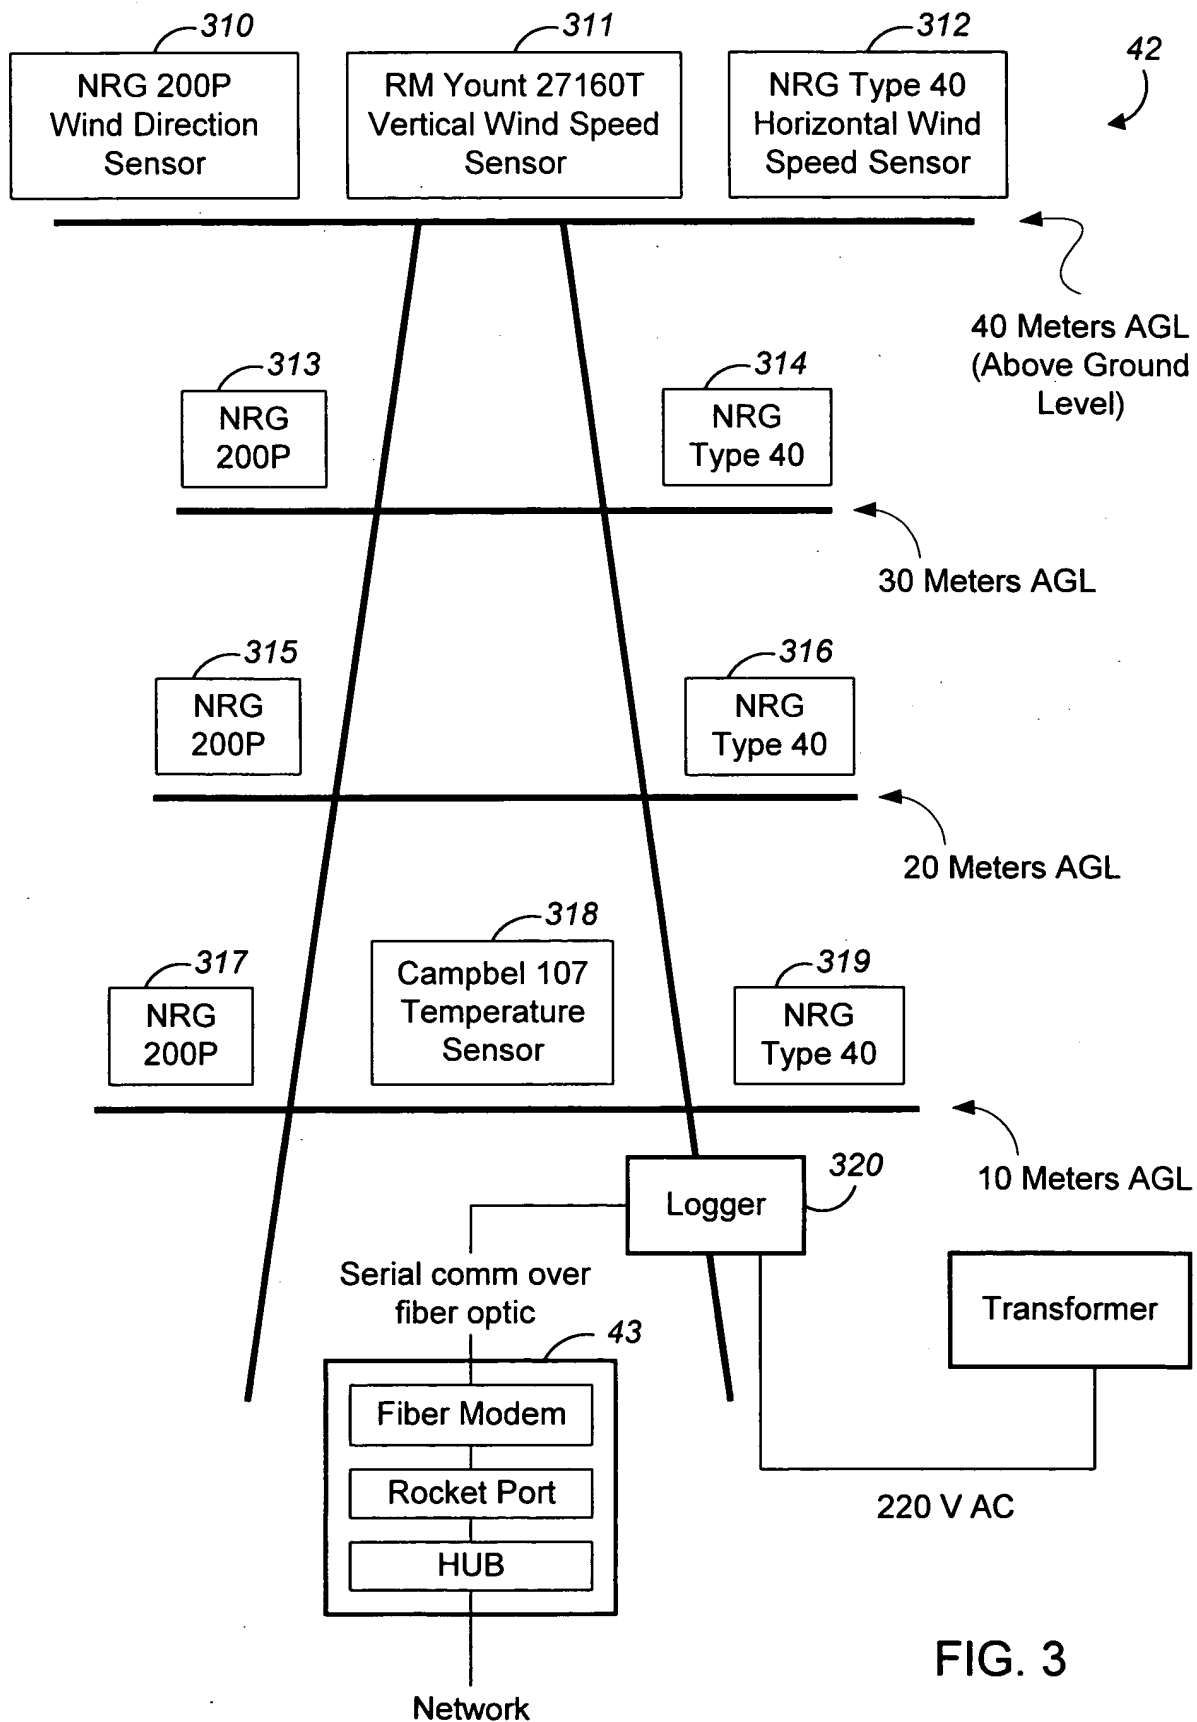 310
311
312
42
NRG 200P
Wind Direction
Sensor
RM Yount 27160T
Vertical Wind Speed
Sensor
NRG Type 40
Horizontal Wind
Speed Sensor
40 Meters AGL
(Above Ground
Level)
313
NRG
200P
314
NRG
Type 40
30 Meters AGL
315
NRG
200P
316
NRG
Type 40
20 Meters AGL
317
NRG
200P
318
Campbel 107
Temperature
Sensor
319
NRG
Type 40
10 Meters AGL
320
Logger
Serial comm over
fiber optic
Transformer
43
Fiber Modem
Rocket Port
HUB
220 V AC
Network
FIG. 3